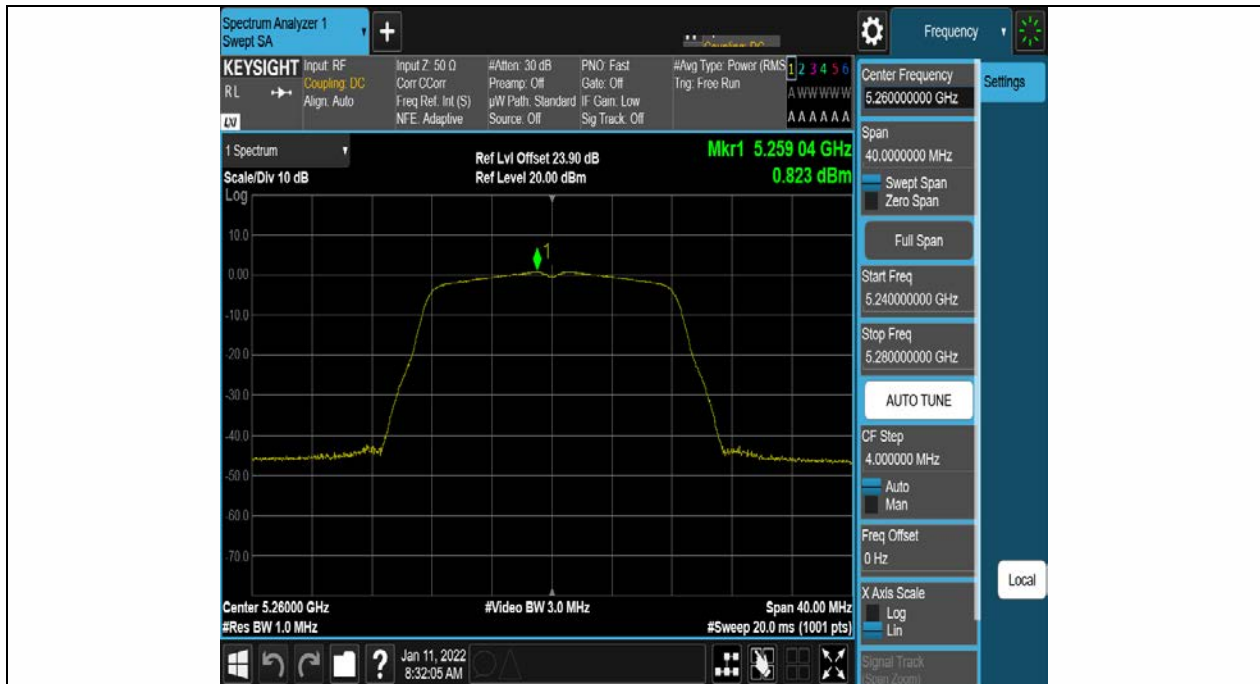 Spectrum Analyzer 1
Swept SA
+
Frequency
KEYSIGHT
RL
LXI
Input: RF
Coupling: DC
Align: Auto
Input Z: 50 Ω
Corr CCorr
Freq Ref: Int (S)
NFE: Adaptive
#Atten: 30 dB
Preamp: Off
µW Path: Standard
Source: Off
PNO: Fast
Gate: Off
IF Gain: Low
Sig Track: Off
#Avg Type: Power (RMS
Trig: Free Run
1 2 3 4 5 6
A W W W W W
A A A A A A
1 Spectrum
Scale/Div 10 dB
Log
Ref Lvl Offset 23.90 dB
Ref Level 20.00 dBm
Mkr1 5.259 04 GHz
0.823 dBm
10.0
0.00
-10.0
-20.0
-30.0
-40.0
-50.0
-60.0
-70.0
1
Center 5.26000 GHz
#Res BW 1.0 MHz
#Video BW 3.0 MHz
Span 40.00 MHz
#Sweep 20.0 ms (1001 pts)
Center Frequency
5.260000000 GHz
Span
40.0000000 MHz
Swept Span
Zero Span
Full Span
Start Freq
5.240000000 GHz
Stop Freq
5.280000000 GHz
AUTO TUNE
CF Step
4.000000 MHz
Auto
Man
Freq Offset
0 Hz
X Axis Scale
Log
Lin
Signal Track
(Span Zoom)
Settings
Local
?
Jan 11, 2022
8:32:05 AM